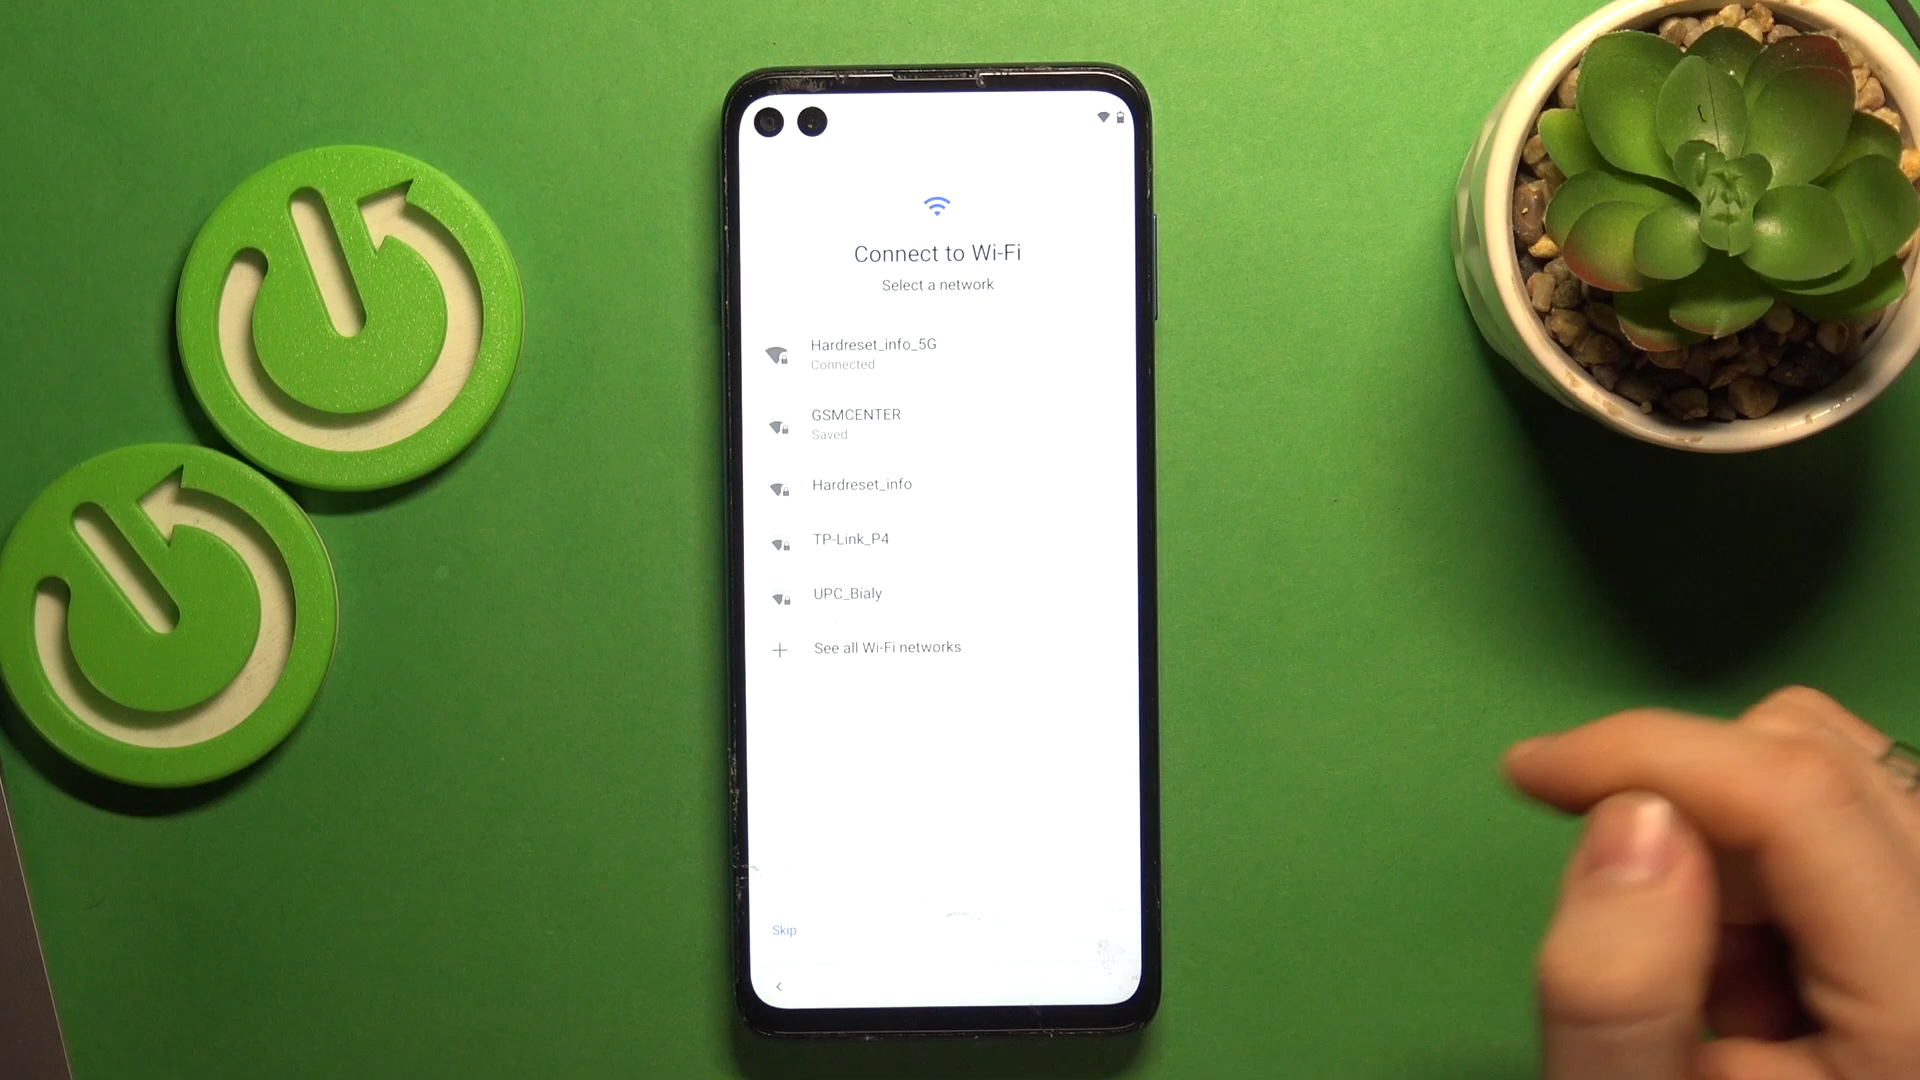 Connect to Wi-Fi
Select a network
Hardreset_info_5G
Connected
GSMCENTER
Saved
Hardreset_info
TP-Link_P4
UPC_Bialy
See all Wi-Fi networks
Skip